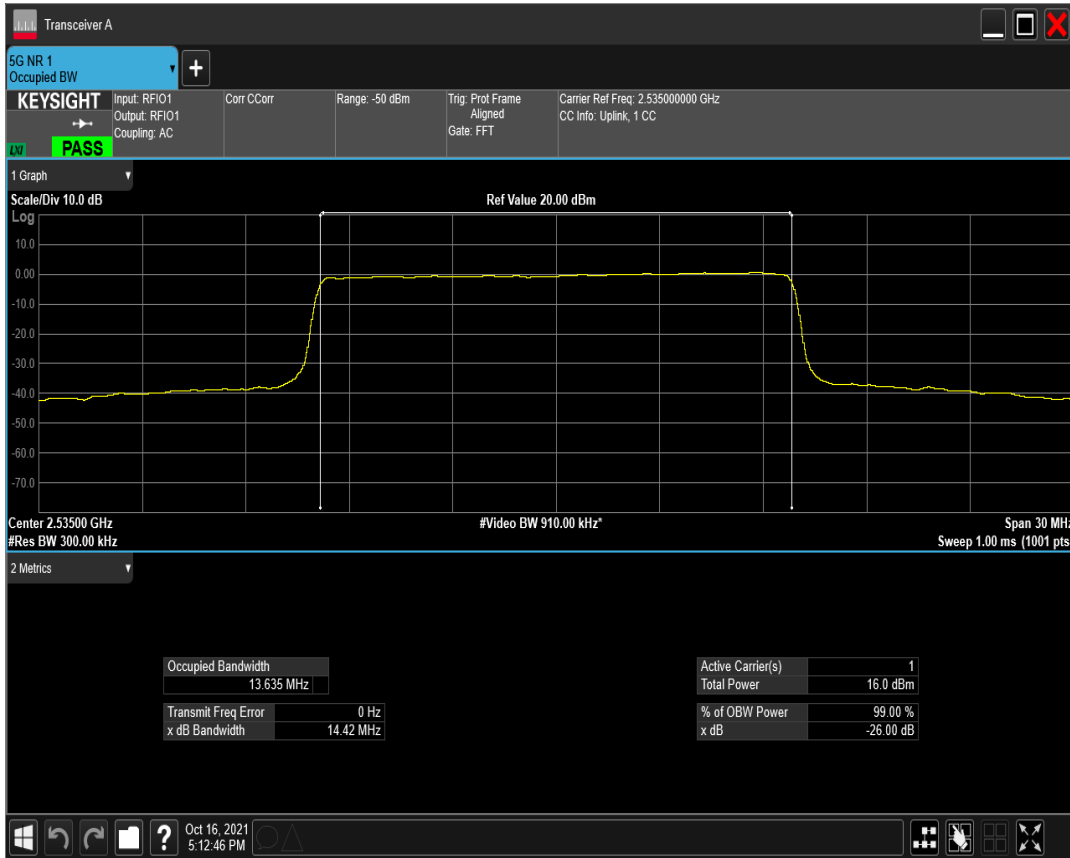 Transceiver A
5G NR 1
Occupied BW
KEYSIGHT
LXI
PASS
Input: RFIO1
Output: RFIO1
Coupling: AC
Corr CCorr
Range: -50 dBm
Trig: Prot Frame
Aligned
Gate: FFT
Carrier Ref Freq: 2.535000000 GHz
CC Info: Uplink, 1 CC
1 Graph
Scale/Div 10.0 dB
Ref Value 20.00 dBm
Log
10.0
0.00
-10.0
-20.0
-30.0
-40.0
-50.0
-60.0
-70.0
Center 2.53500 GHz
#Video BW 910.00 kHz*
Span 30 MHz
#Res BW 300.00 kHz
Sweep 1.00 ms (1001 pts
2 Metrics
Occupied Bandwidth
13.635 MHz
Transmit Freq Error 0 Hz
x dB Bandwidth 14.42 MHz
Active Carrier(s) 1
Total Power 16.0 dBm
% of OBW Power 99.00 %
x dB -26.00 dB
?
Oct 16, 2021
5:12:46 PM